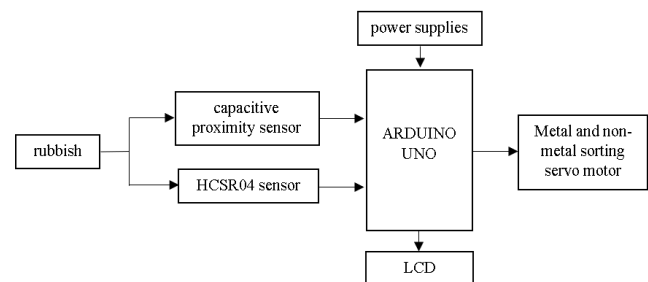 power supplies
capacitive
proximity sensor
ARDUINO
UNO
Metal and non-
metal sorting
servo motor
rubbish
HCSR04 sensor
LCD